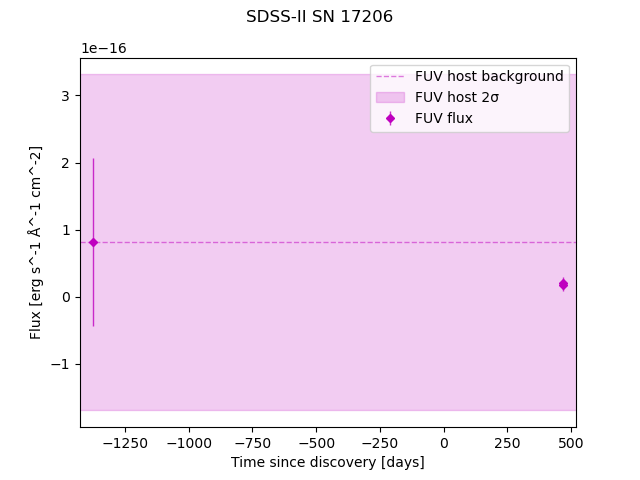 SDSS-II SN 17206
1e−16
FUV host background
FUV host 2σ
FUV flux
3
2
1
0
−1
Flux [erg s^-1 Å^-1 cm^-2]
−1250 −1000 −750 −500 −250 0 250 500
Time since discovery [days]